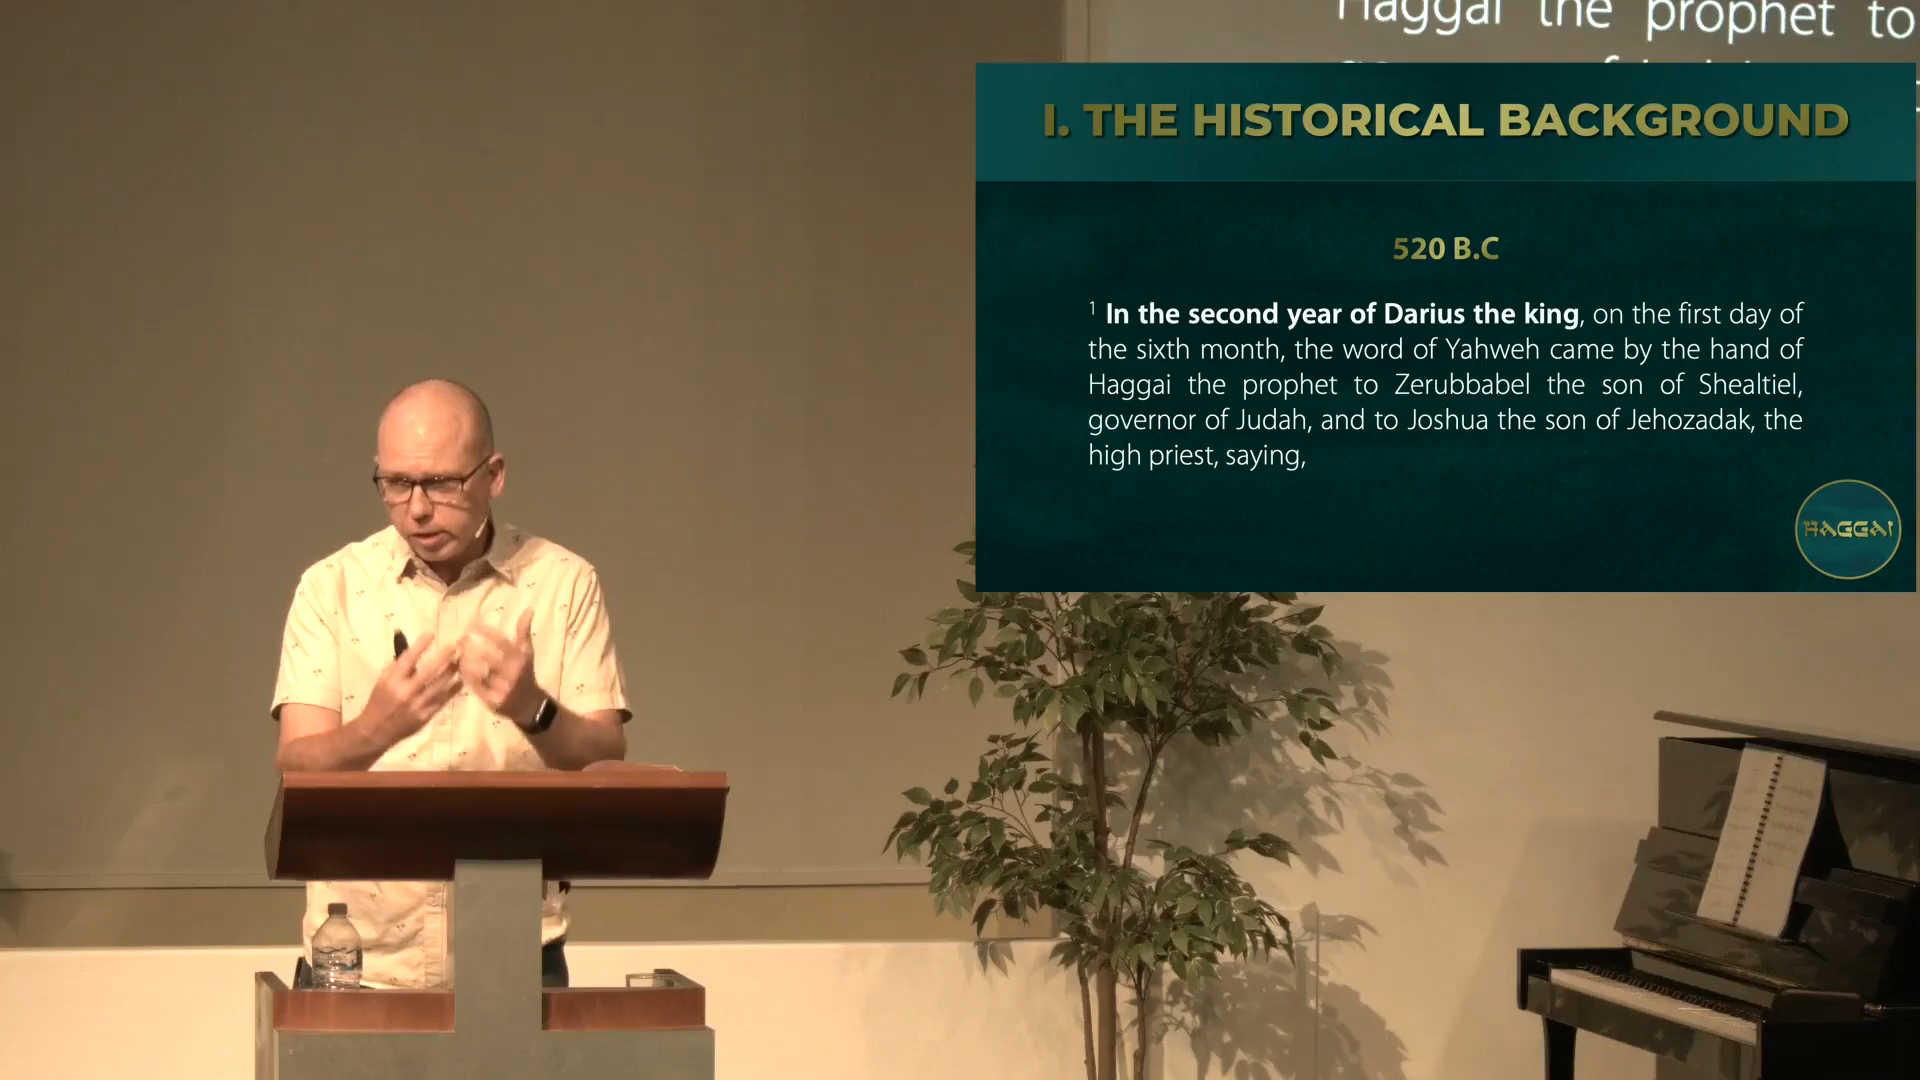 Haggai the prophet to
I. THE HISTORICAL BACKGROUND
520 B.C
1 In the second year of Darius the king, on the first day of
the sixth month, the word of Yahweh came by the hand of
Haggai the prophet to Zerubbabel the son of Shealtiel,
governor of Judah, and to Joshua the son of Jehozadak, the
high priest, saying,
HAGGAI